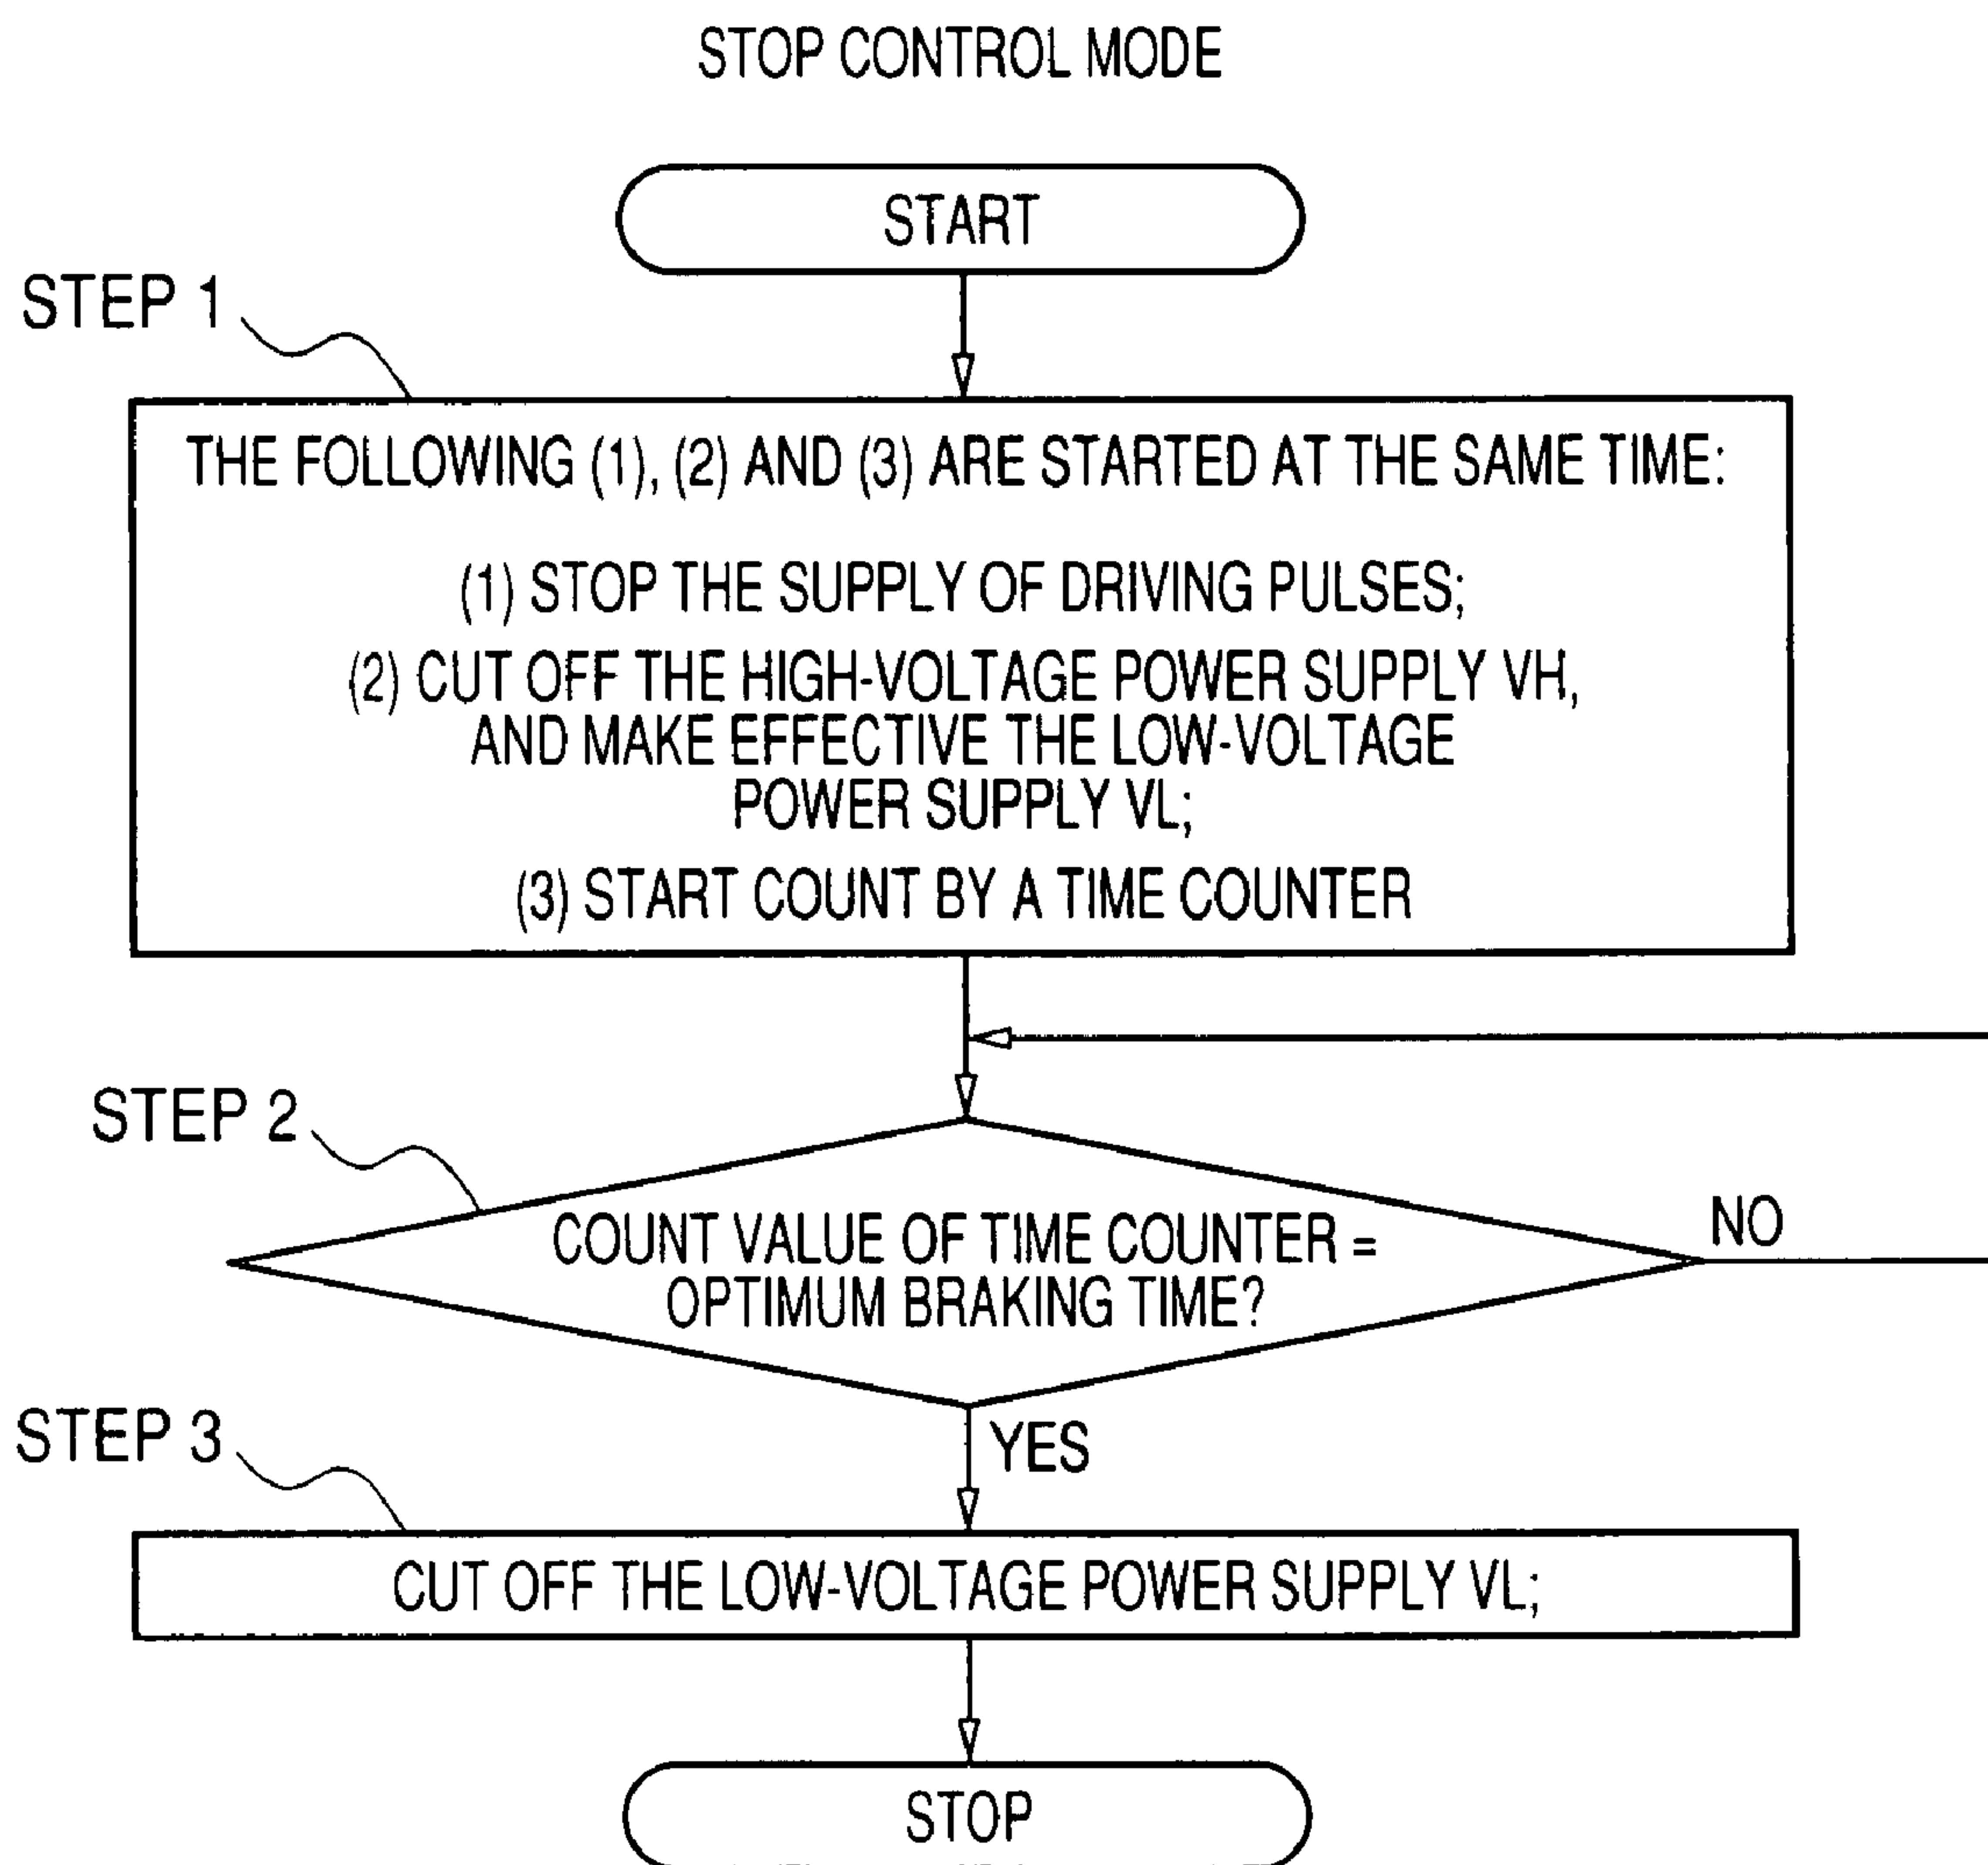 STOP CONTROL MODE
START
STEP 1
THE FOLLOWING (1), (2) AND (3) ARE STARTED AT THE SAME TIME:
(1) STOP THE SUPPLY OF DRIVING PULSES;
(2) CUT OFF THE HIGH-VOLTAGE POWER SUPPLY VH,
AND MAKE EFFECTIVE THE LOW-VOLTAGE
POWER SUPPLY VL;
(3) START COUNT BY A TIME COUNTER
STEP 2
COUNT VALUE OF TIME COUNTER =
OPTIMUM BRAKING TIME?
NO
YES
STEP 3
CUT OFF THE LOW-VOLTAGE POWER SUPPLY VL;
STOP